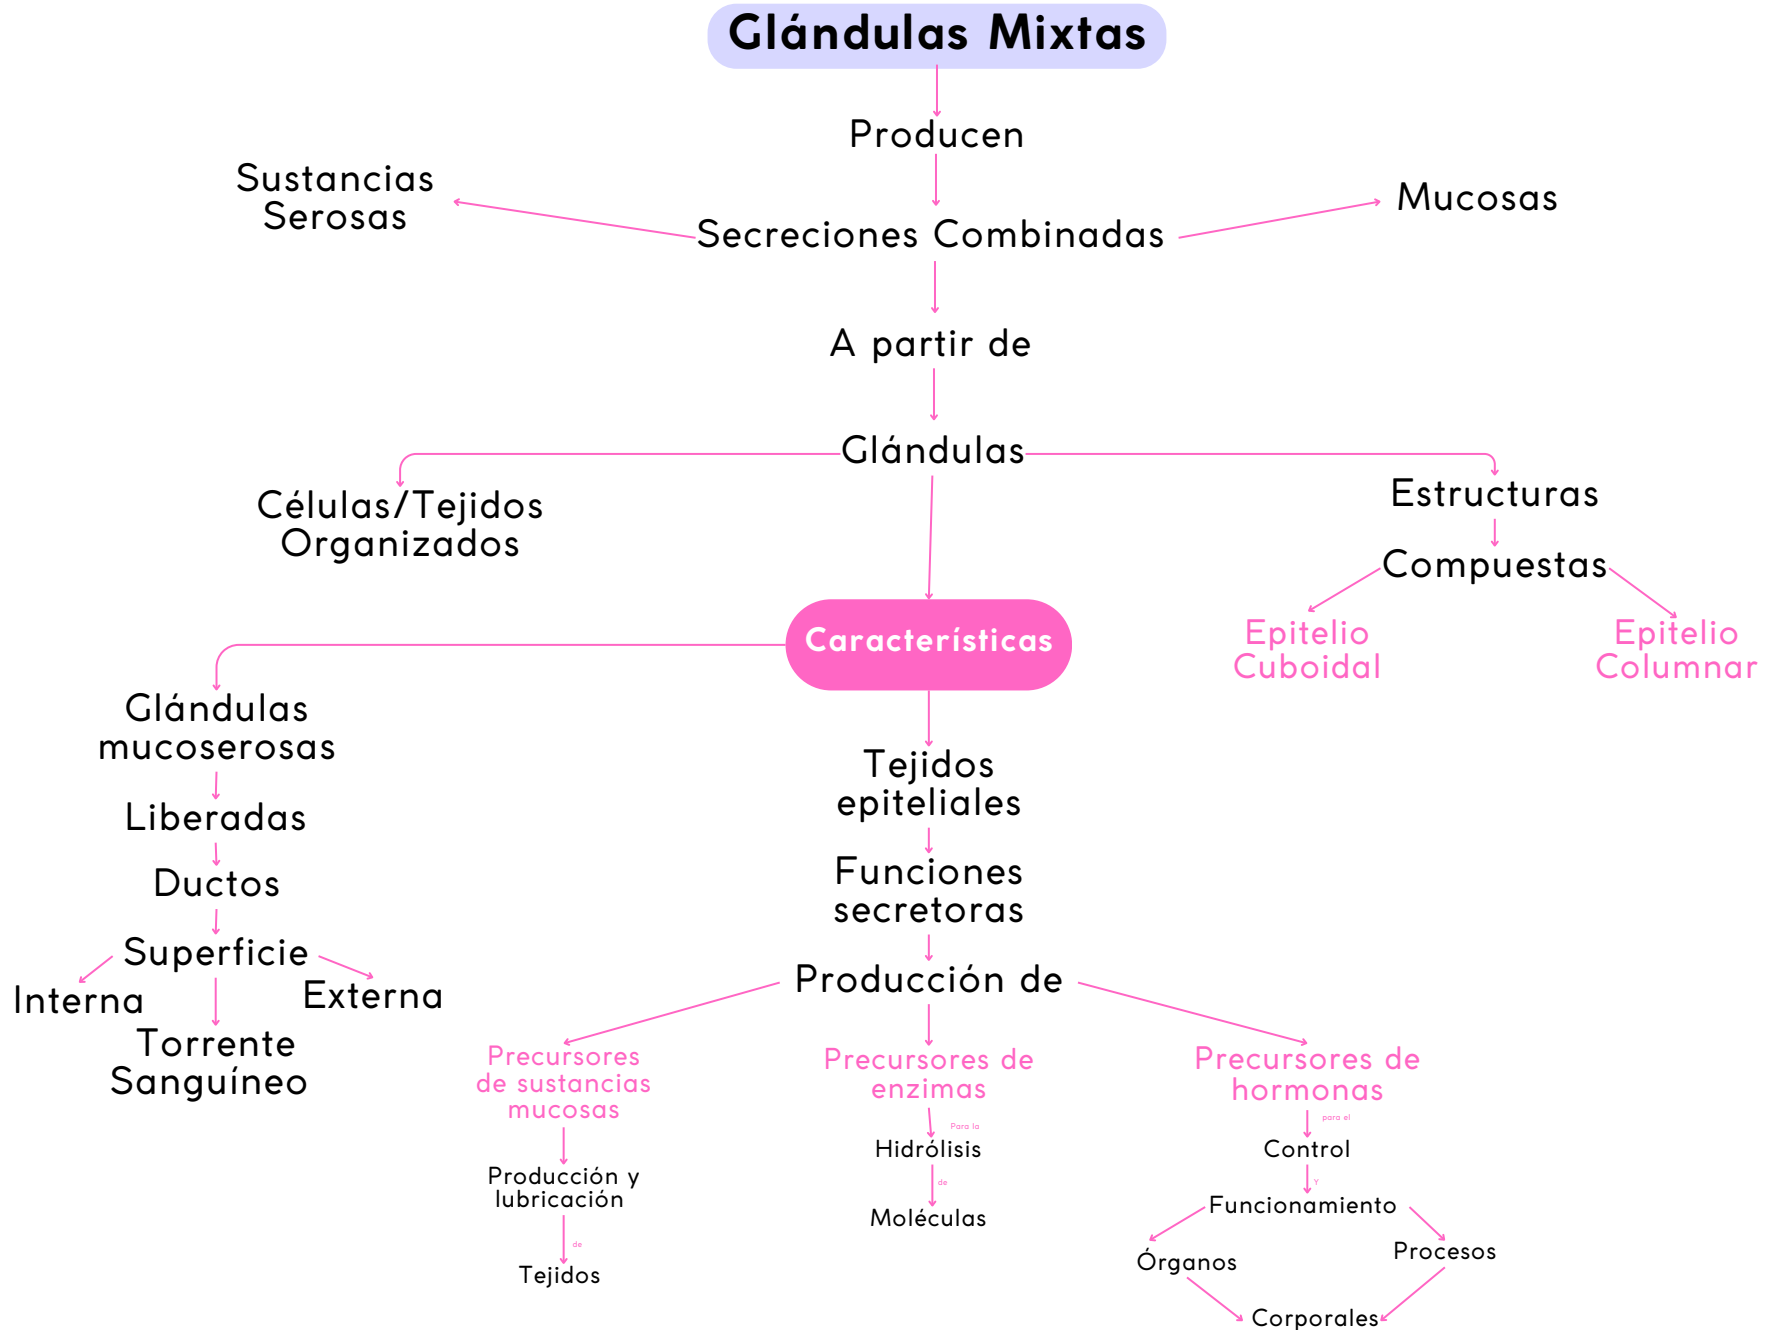 Glándulas Mixtas
Producen
Sustancias
Serosas
Secreciones Combinadas
Mucosas
A partir de
Glándulas
Células/Tejidos
Organizados
Estructuras
Compuestas
Epitelio
Cuboidal
Epitelio
Columnar
Características
Glándulas
mucoserosas
Liberadas
Ductos
Superficie
Interna
Externa
Torrente
Sanguíneo
Tejidos
epiteliales
Funciones
secretoras
Producción de
Precursores
de sustancias
mucosas
Producción y
lubricación
de
Tejidos
Precursores de
enzimas
Para la
Hidrólisis
de
Moléculas
Precursores de
hormonas
para el
Control
Y
Funcionamiento
Órganos
Procesos
Corporales